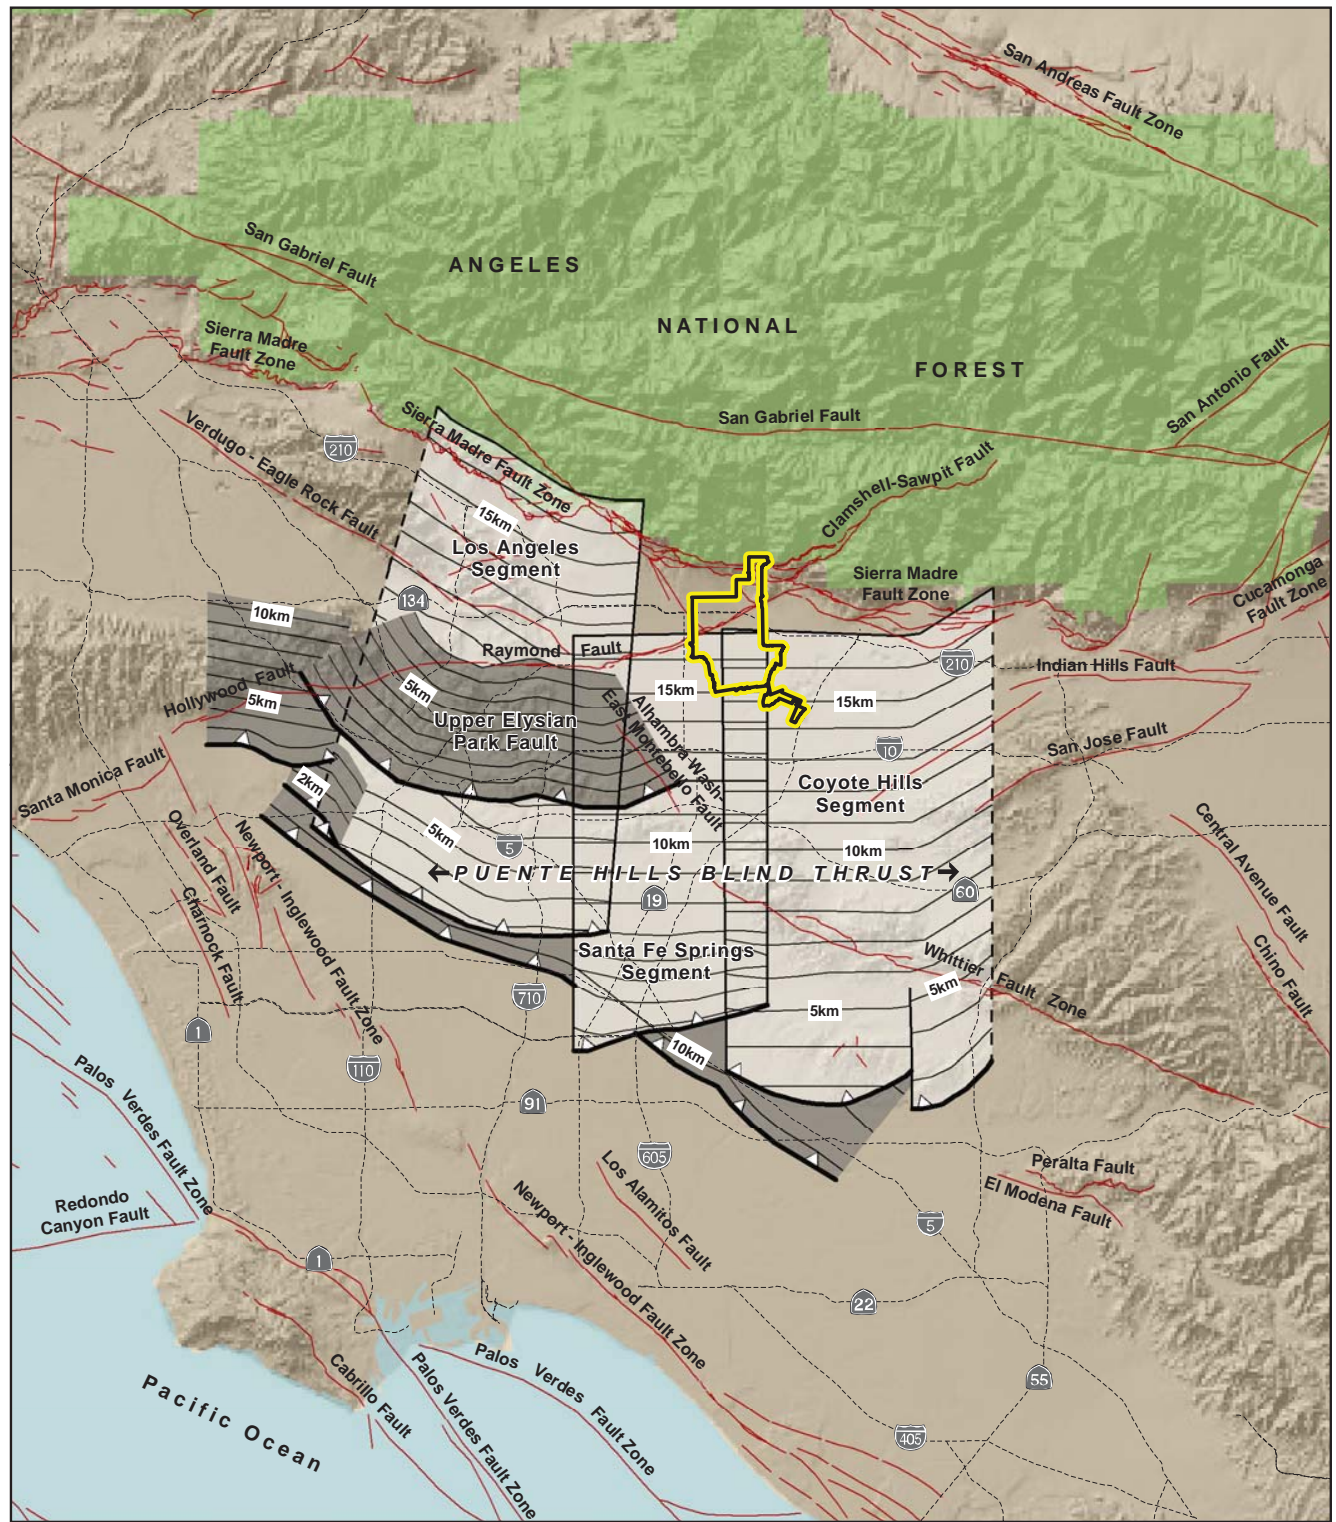 San Andreas Fault Zone
San Gabriel Fault
ANGELES
NATIONAL
FOREST
Sierra Madre
Fault Zone
San Antonio Fault
San Gabriel Fault
Sierra Madre Fault Zone
210
Verdugo - Eagle Rock Fault
Clamshell-Sawpit Fault
15km
Los Angeles
Segment
Sierra Madre
Fault Zone
Cucamonga
Fault Zone
134
10km
Raymond Fault
210
Indian Hills Fault
Hollywood Fault
5km
5km
15km
15km
Upper Elysian
Park Fault
Alhambra Wash-
East Montebello Fault
10
San Jose Fault
Santa Monica Fault
2km
Coyote Hills
Segment
Overland Fault
Newport - Inglewood Fault Zone
5km
5
10km
10km
Central Avenue Fault
PUENTE HILLS BLIND THRUST
Charnock Fault
19
60
Santa Fe Springs
Segment
Whittier Fault Zone
Chino Fault
5km
710
5km
1
10km
110
Palos Verdes Fault Zone
91
605
Los Alamitos Fault
Peralta Fault
El Modena Fault
Redondo
Canyon Fault
Newport - Inglewood Fault Zone
5
1
22
Cabrillo Fault
Palos Verdes Fault Zone
Palos Verdes Fault Zone
55
Pacific Ocean
405